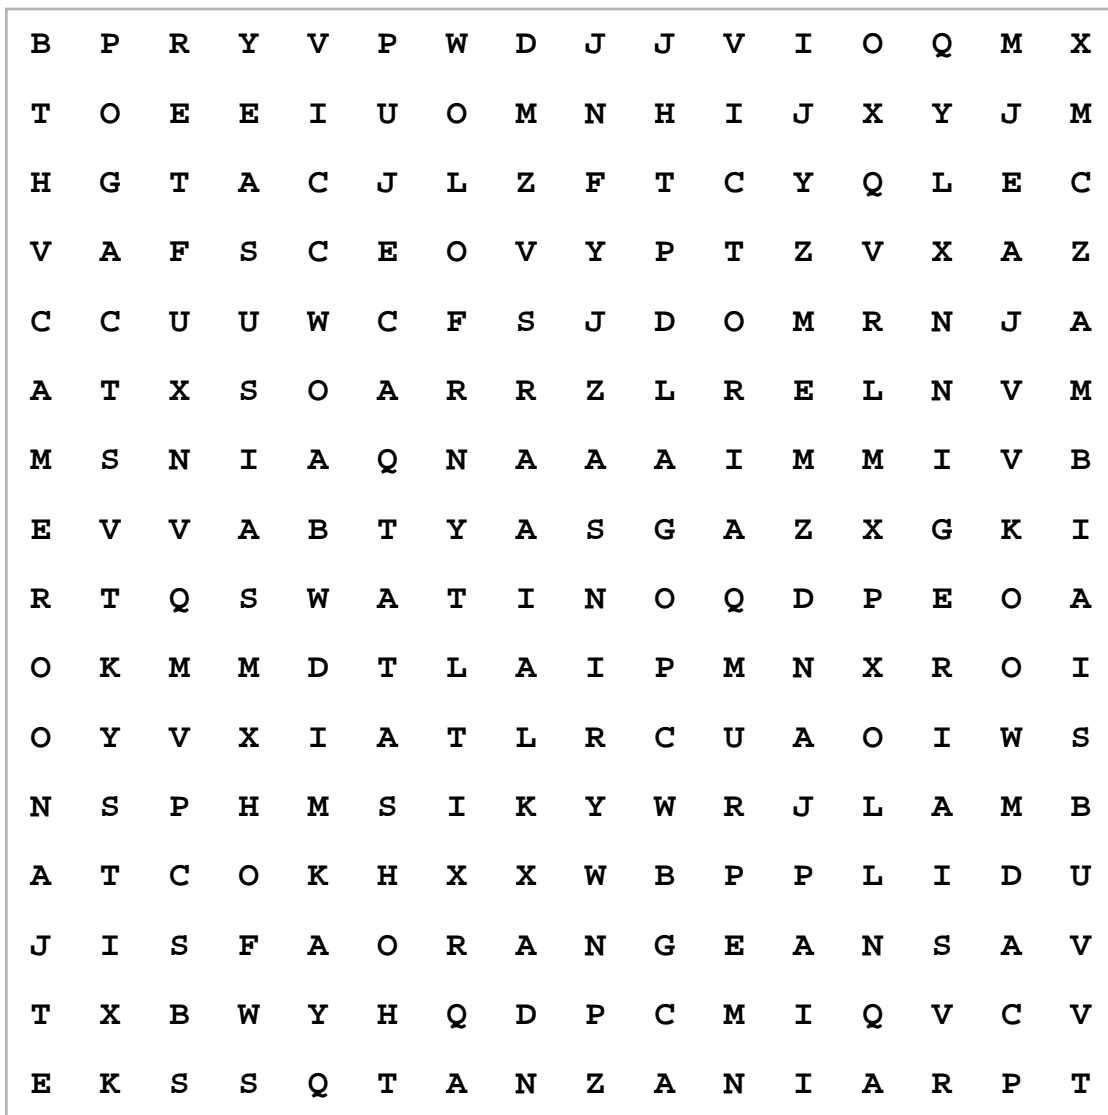 B P R Y V P W D J J V I O Q M X
T O E E I U O M N H I J X Y J M
H G T A C J L Z F T C Y Q L E C
V A F S C E O V Y P T Z V X A Z
C C U U W C F S J D O M R N J A
A T X S O A R R Z L R E L N V M
M S N I A Q N A A A I M M I V B
E V V A B T Y A S G A Z X G K I
R T Q S W A T I N O Q D P E O A
O K M M D T L A I P M N X R O I
O Y V X I A T L R C U A O I W S
N S P H M S I K Y W R J L A M B
A T C O K H X X W B P P L I D U
J I S F A O R A N G E A N S A V
T X B W Y H Q D P C M I Q V C V
E K S S Q T A N Z A N I A R P T